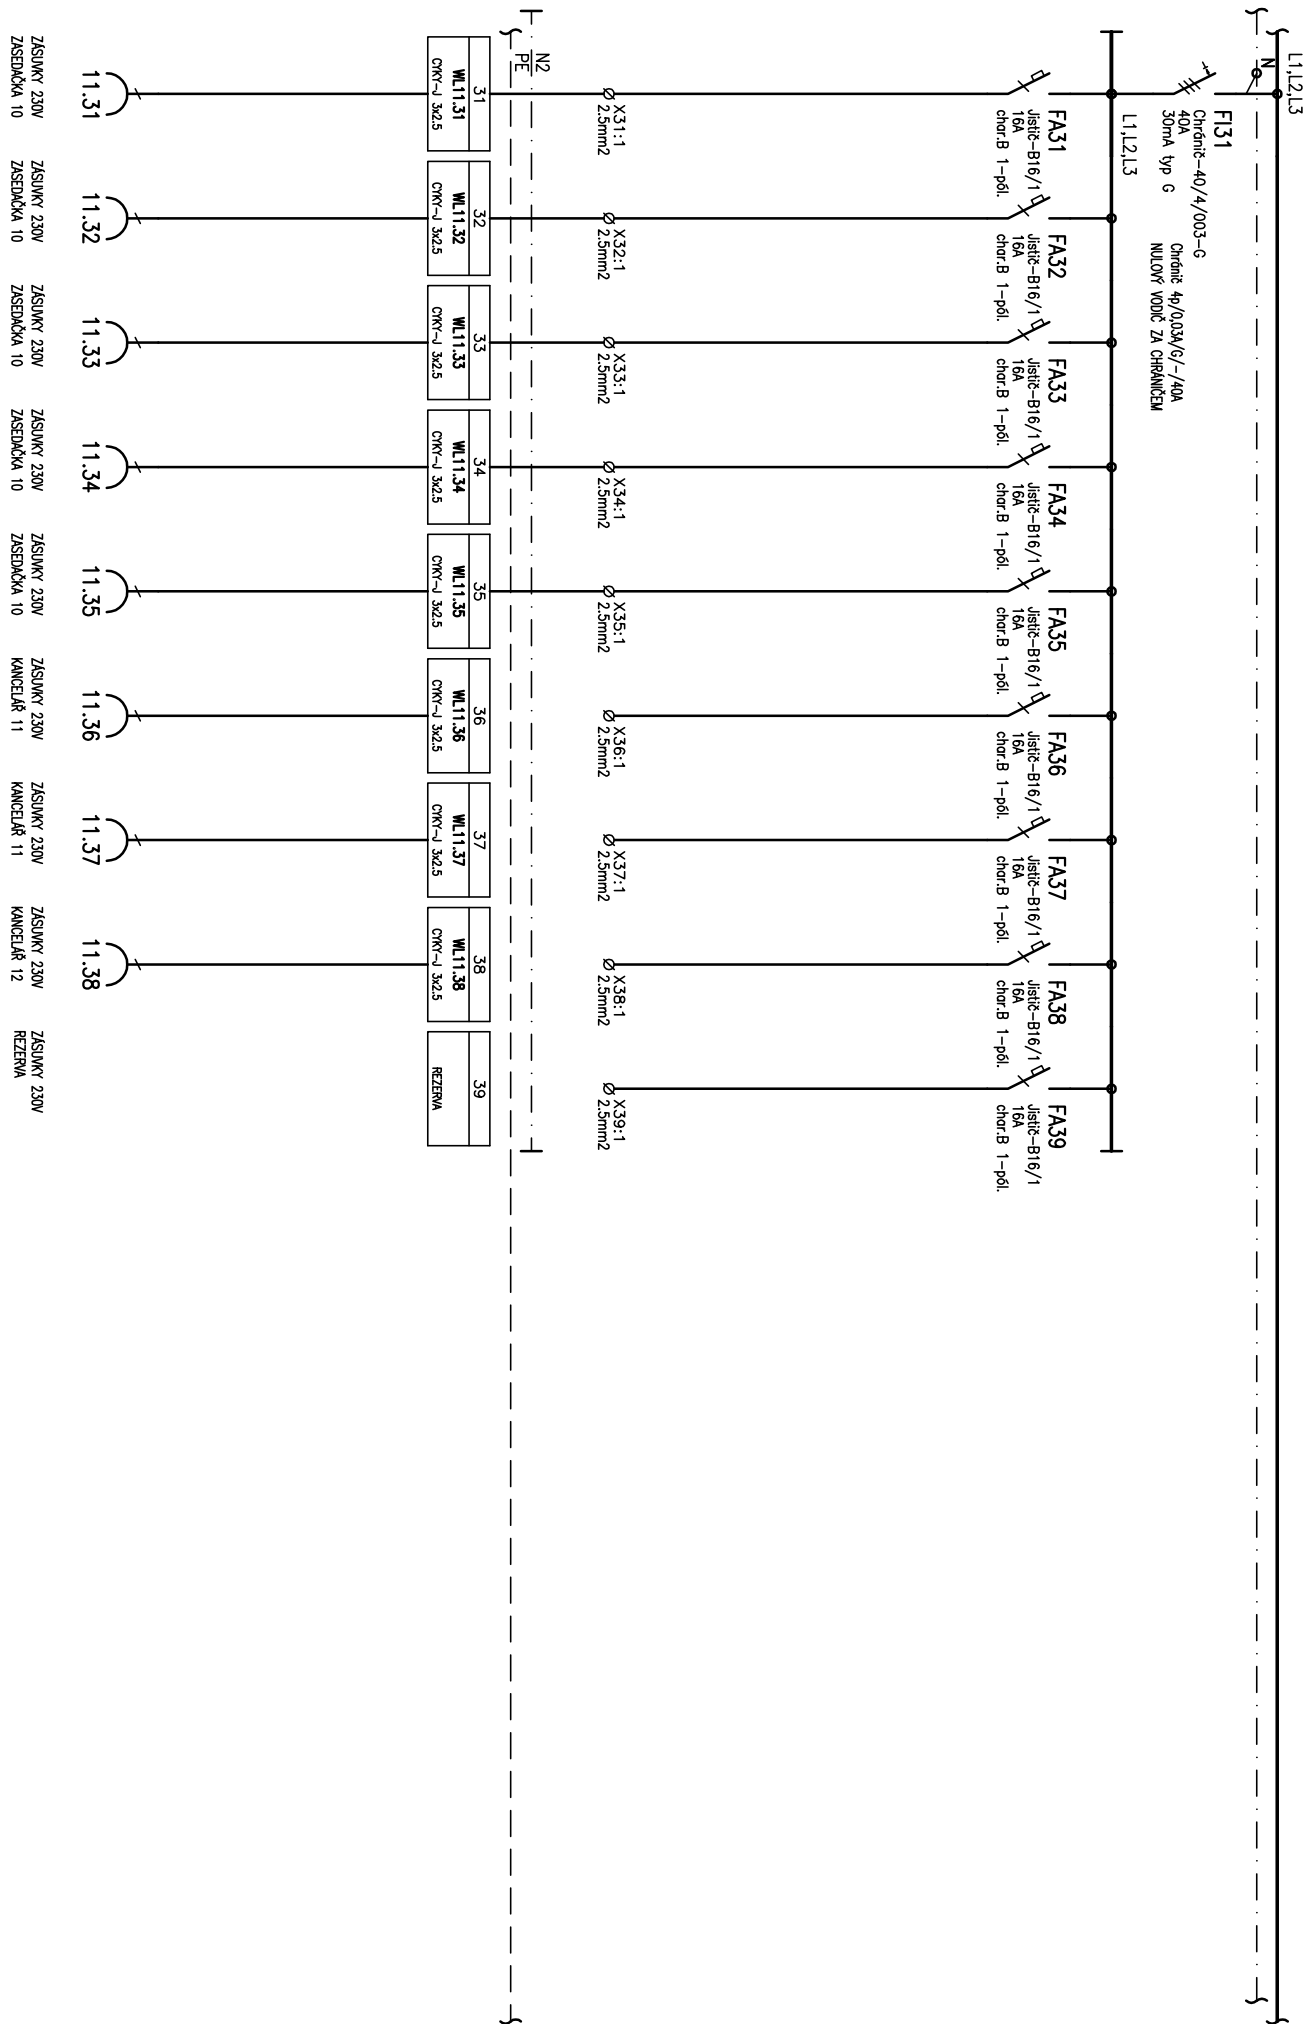 L1,L2,L3
N
FI31
Chránič-40/4/003-G
40A
30mA typ G
Chránič 4p/0,03A/G/-/40A
NULOVÝ VODIČ ZA CHRÁNIČEM
L1,L2,L3
FA31
Jistič-B16/1
16A
char.B 1-pól.
FA32
Jistič-B16/1
16A
char.B 1-pól.
FA33
Jistič-B16/1
16A
char.B 1-pól.
FA34
Jistič-B16/1
16A
char.B 1-pól.
FA35
Jistič-B16/1
16A
char.B 1-pól.
FA36
Jistič-B16/1
16A
char.B 1-pól.
FA37
Jistič-B16/1
16A
char.B 1-pól.
FA38
Jistič-B16/1
16A
char.B 1-pól.
FA39
Jistič-B16/1
16A
char.B 1-pól.
X31:1
2.5mm2
X32:1
2.5mm2
X33:1
2.5mm2
X34:1
2.5mm2
X35:1
2.5mm2
X36:1
2.5mm2
X37:1
2.5mm2
X38:1
2.5mm2
X39:1
2.5mm2
N2
PE
31
WL11.31
CYKY-J 3x2.5
32
WL11.32
CYKY-J 3x2.5
33
WL11.33
CYKY-J 3x2.5
34
WL11.34
CYKY-J 3x2.5
35
WL11.35
CYKY-J 3x2.5
36
WL11.36
CYKY-J 3x2.5
37
WL11.37
CYKY-J 3x2.5
38
WL11.38
CYKY-J 3x2.5
39
REZERVA
11.31
11.32
11.33
11.34
11.35
11.36
11.37
11.38
ZÁSUVKY 230V
ZASEDAČKA 10
ZÁSUVKY 230V
ZASEDAČKA 10
ZÁSUVKY 230V
ZASEDAČKA 10
ZÁSUVKY 230V
ZASEDAČKA 10
ZÁSUVKY 230V
ZASEDAČKA 10
ZÁSUVKY 230V
KANCELÁŘ 11
ZÁSUVKY 230V
KANCELÁŘ 11
ZÁSUVKY 230V
KANCELÁŘ 12
ZÁSUVKY 230V
REZERVA